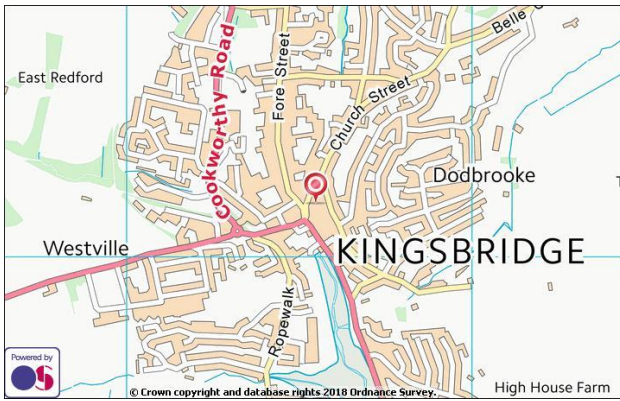 Belle
East Redford
Cookworthy Road
Fore Street
Church Street
Dodbrooke
Westville
KINGSBRIDGE
Ropewalk
Powered by
OS
High House Farm
© Crown copyright and database rights 2018 Ordnance Survey.